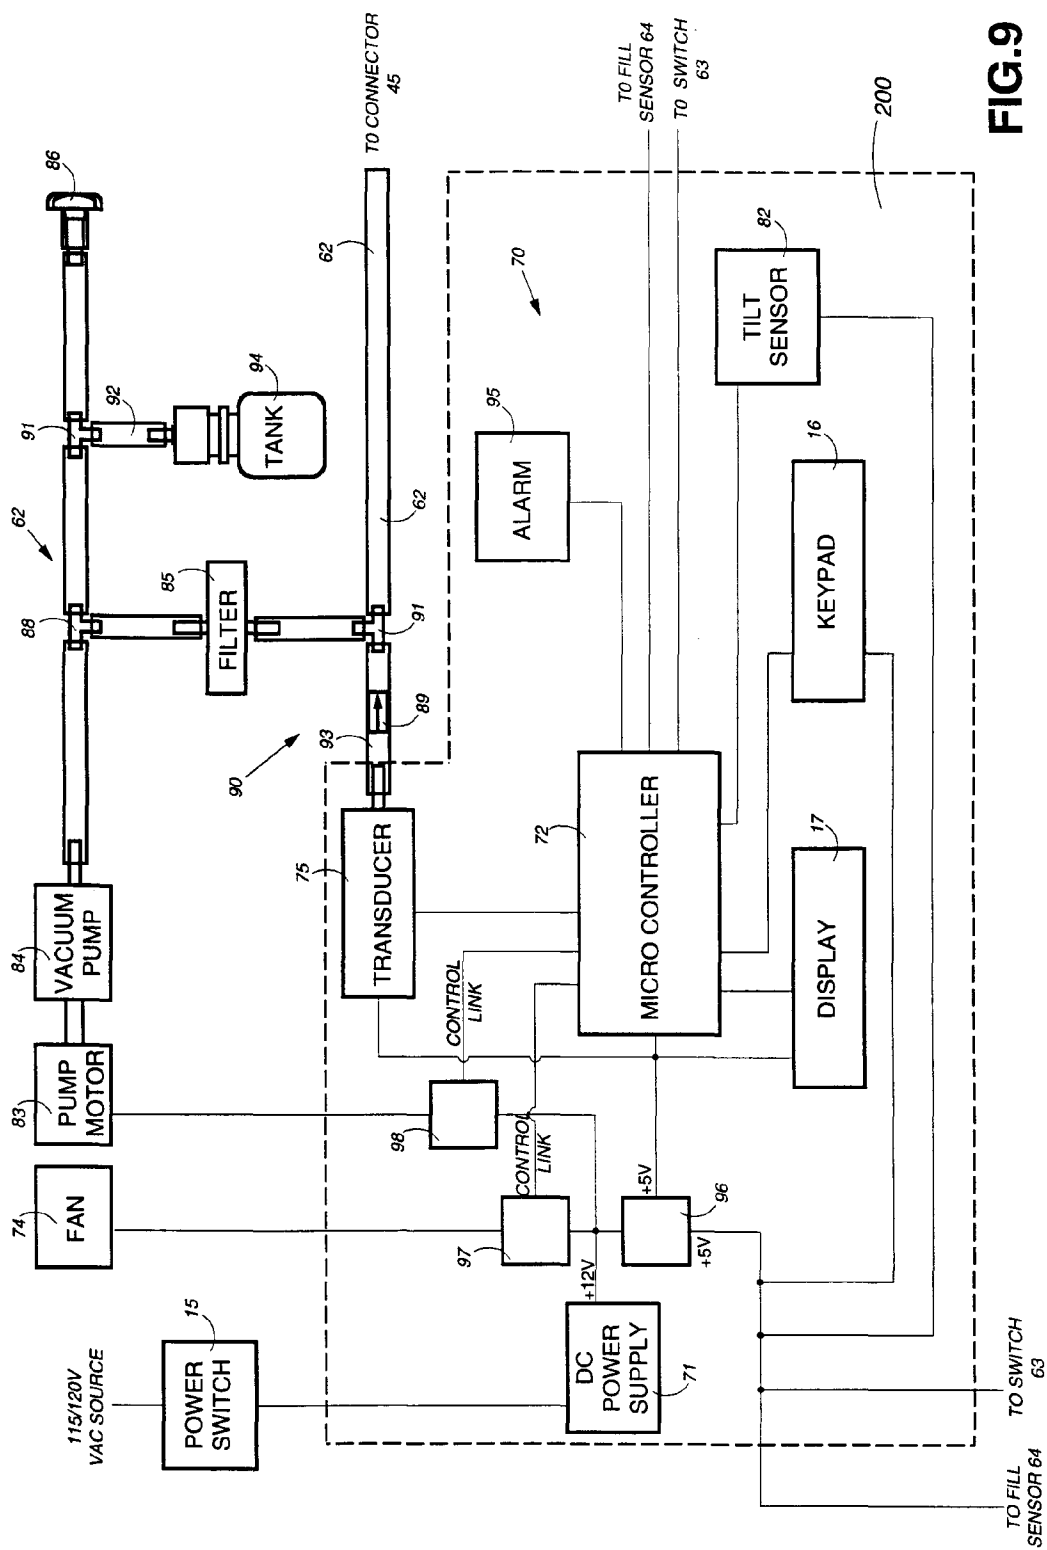 115/120V
VAC SOURCE
15
POWER
SWITCH
74
FAN
83
PUMP
MOTOR
84
VACUUM
PUMP
88
62
91
92
86
94
TANK
85
FILTER
90
93
89
91
62
62
TO CONNECTOR
45
75
TRANSDUCER
CONTROL
LINK
98
CONTROL
LINK
97
+12V
DC
POWER
SUPPLY
71
+5V
96
+5V
72
MICRO CONTROLLER
95
ALARM
70
TO FILL
SENSOR 64
TO SWITCH
63
82
TILT
SENSOR
16
KEYPAD
17
DISPLAY
200
TO FILL
SENSOR 64
TO SWITCH
63
FIG.9